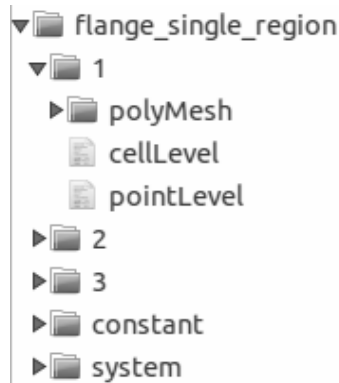 flange_single_region
1
polyMesh
cellLevel
pointLevel
2
3
constant
system